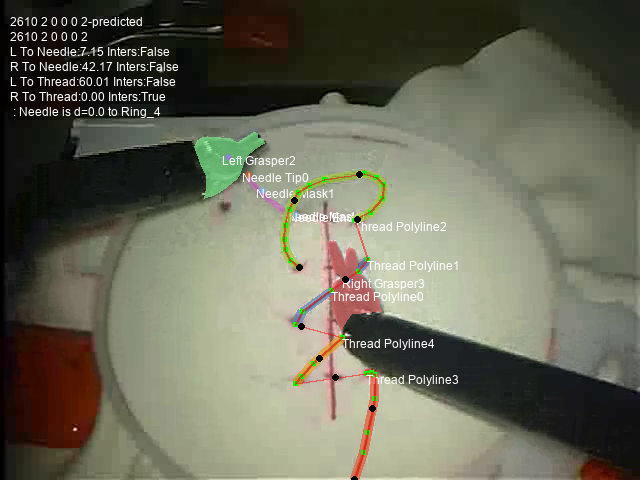 2610 2 0 0 0 2-predicted
2610 2 0 0 0 2
L To Needle:7.15 Inters:False
R To Needle:42.17 Inters:False
L To Thread:60.01 Inters:False
R To Thread:0.00 Inters:True
: Needle is d=0.0 to Ring_4
Left Grasper2
Needle Tip0
Needle Mask1
Thread Polyline2
Thread Polyline1
Right Grasper3
Thread Polyline0
Thread Polyline4
Thread Polyline3